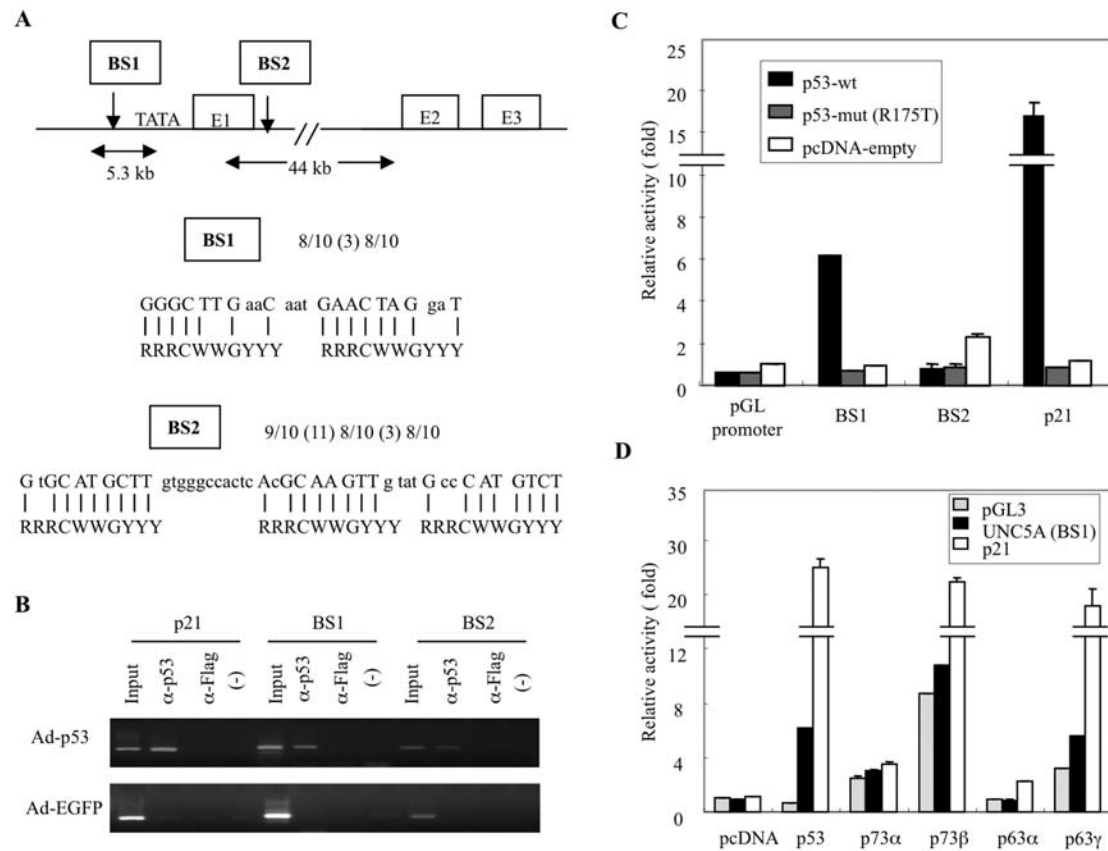 A
BS1
BS2
TATA
E1
E2
E3
5.3 kb
44 kb
BS1
8/10 (3) 8/10
GGGC TT G aaC aat GAAC TA G ga T
RRRCWWGYYY RRRCWWGYYY
BS2
9/10 (11) 8/10 (3) 8/10
G tGC AT GCTT gtgggccactc AcGC AA GTT g tat G cc C AT GTCT
RRRCWWGYYY RRRCWWGYYY RRRCWWGYYY
B
p21 BS1 BS2
Input α-p53 α-Flag (-) Input α-p53 α-Flag (-) Input α-p53 α-Flag (-)
Ad-p53
Ad-EGFP
C
Relative activity ( fold)
25
20
15
10
8
6
4
2
0
p53-wt
p53-mut (R175T)
pcDNA-empty
pGL promoter
BS1
BS2
p21
D
Relative activity ( fold)
35
30
20
12
8
4
0
pGL3
UNC5A (BS1)
p21
pcDNA p53 p73α p73β p63α p63γ